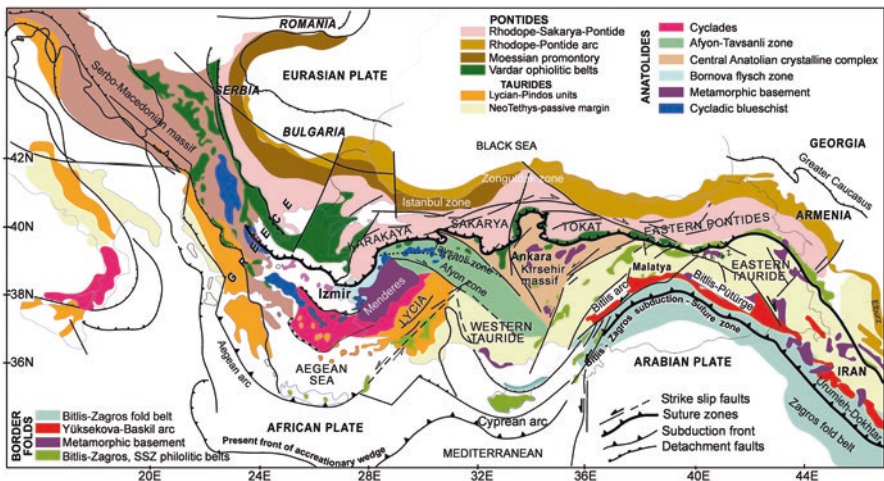 ROMANIA
EURASIAN PLATE
SERBIA
BULGARIA
Serbo-Macedonian massif
PONTIDES
Rhodope-Sakarya-Pontide
Rhodope-Pontide arc
Moessian promontory
Vardar ophiolitic belts
TAURIDES
Lycian-Pindos units
NeoTethys-passive margin
ANATOLIDES
Cyclades
Afyon-Tavsanli zone
Central Anatolian crystalline complex
Bornova flysch zone
Metamorphic basement
Cycladic blueschist
BLACK SEA
GEORGIA
Greater Caucasus
ARMENIA
Zonguldak zone
Istanbul zone
KARAKAYA
SAKARYA
TOKAT
EASTERN PONTIDES
GREECE
Tavsanli zone
Afyon zone
Ankara
Kirsehir
massif
Malatya
EASTERN
TAURIDE
Bitlis-Pütürge
Bitlis arc
Izmir
Menderes
LYCIA
WESTERN
TAURIDE
Bitlis - Zagros subduction - Suture zone
Elburz
IRAN
Urumieh-Dokhtar
Zagros fold belt
AEGEAN
SEA
Aegean arc
ARABIAN PLATE
AFRICAN PLATE
Cyprean arc
MEDITERRANEAN
Present front of accreationary wedge
Strike slip faults
Suture zones
Subduction front
Detachment faults
BORDER
FOLDS
Bitlis-Zagros fold belt
Yüksekova-Baskil arc
Metamorphic basement
Bitlis-Zagros, SSZ philolitic belts
42N
40N
38N
36N
20E
24E
28E
32E
36E
40E
44E